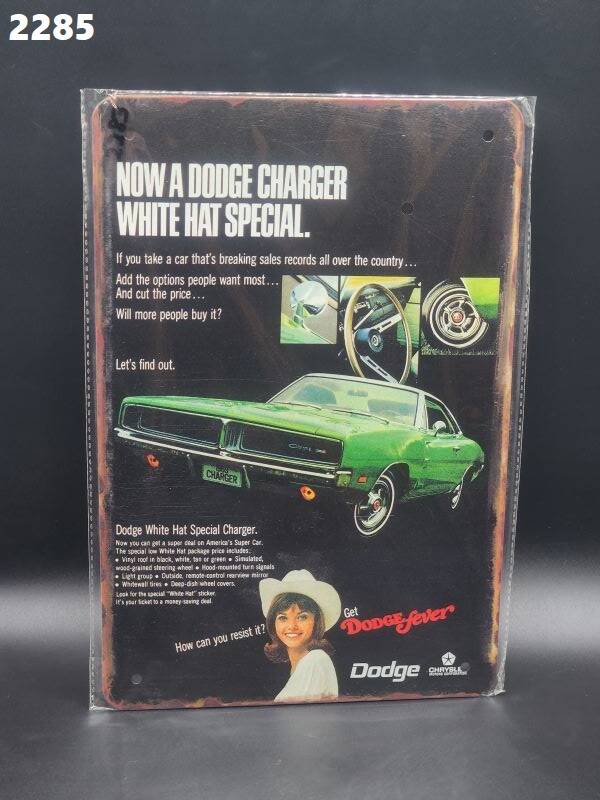 2285
NOW A DODGE CHARGER
WHITE HAT SPECIAL.
If you take a car that's breaking sales records all over the country...
Add the options people want most...
And cut the price...
Will more people buy it?
Let's find out.
CHARGER
Dodge White Hat Special Charger.
Now you can get a super deal on America's Super Car.
The special low White Hat package price includes:
• Vinyl roof in black, white, tan or green • Simulated,
wood-grained steering wheel • Hood-mounted turn signals
• Light group • Outside, remote-control rearview mirror
• Whitewall tires • Deep-dish wheel covers.
Look for the special "White Hat" sticker.
It's your ticket to a money-saving deal.
How can you resist it?
Get
DODGE fever
Dodge
CHRYSLE
MOTORS CORPORATION